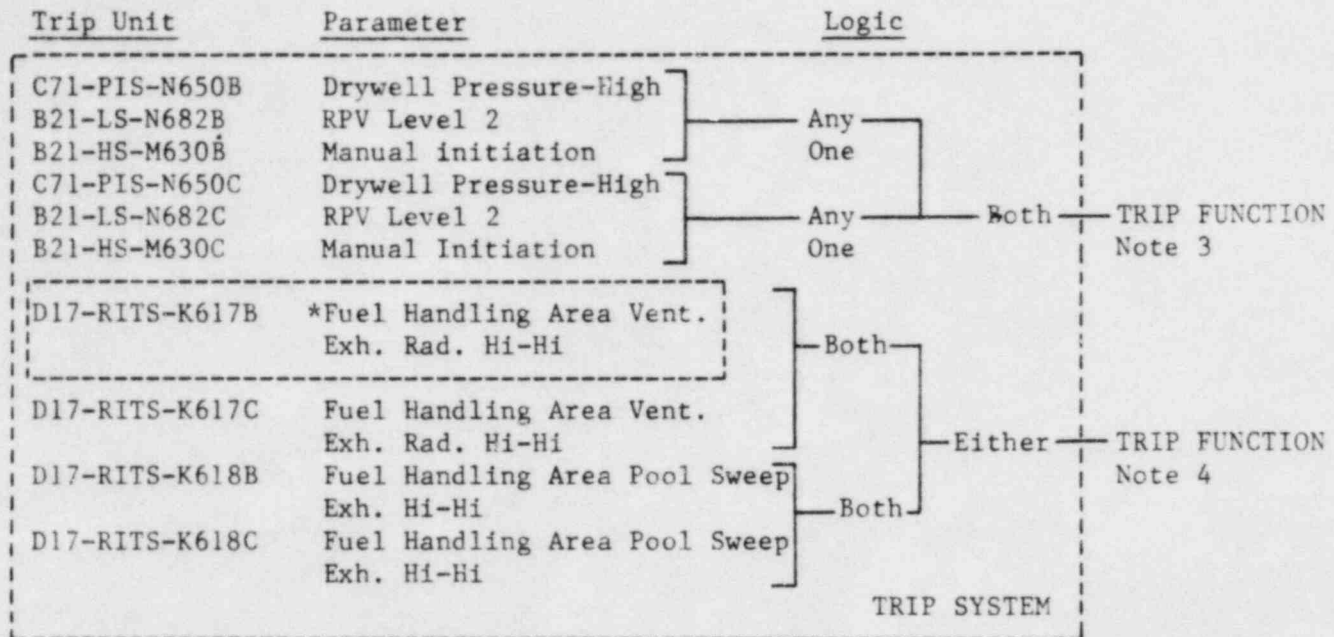 Trip Unit Parameter Logic
C71-PIS-N650B Drywell Pressure-High
B21-LS-N682B RPV Level 2 Any
B21-HS-M630B Manual initiation One
C71-PIS-N650C Drywell Pressure-High
B21-LS-N682C RPV Level 2 Any Both TRIP FUNCTION
B21-HS-M630C Manual Initiation One Note 3
D17-RITS-K617B *Fuel Handling Area Vent.
Exh. Rad. Hi-Hi Both
D17-RITS-K617C Fuel Handling Area Vent.
Exh. Rad. Hi-Hi Either TRIP FUNCTION
D17-RITS-K618B Fuel Handling Area Pool Sweep Note 4
Exh. Hi-Hi Both
D17-RITS-K618C Fuel Handling Area Pool Sweep
Exh. Hi-Hi
TRIP SYSTEM